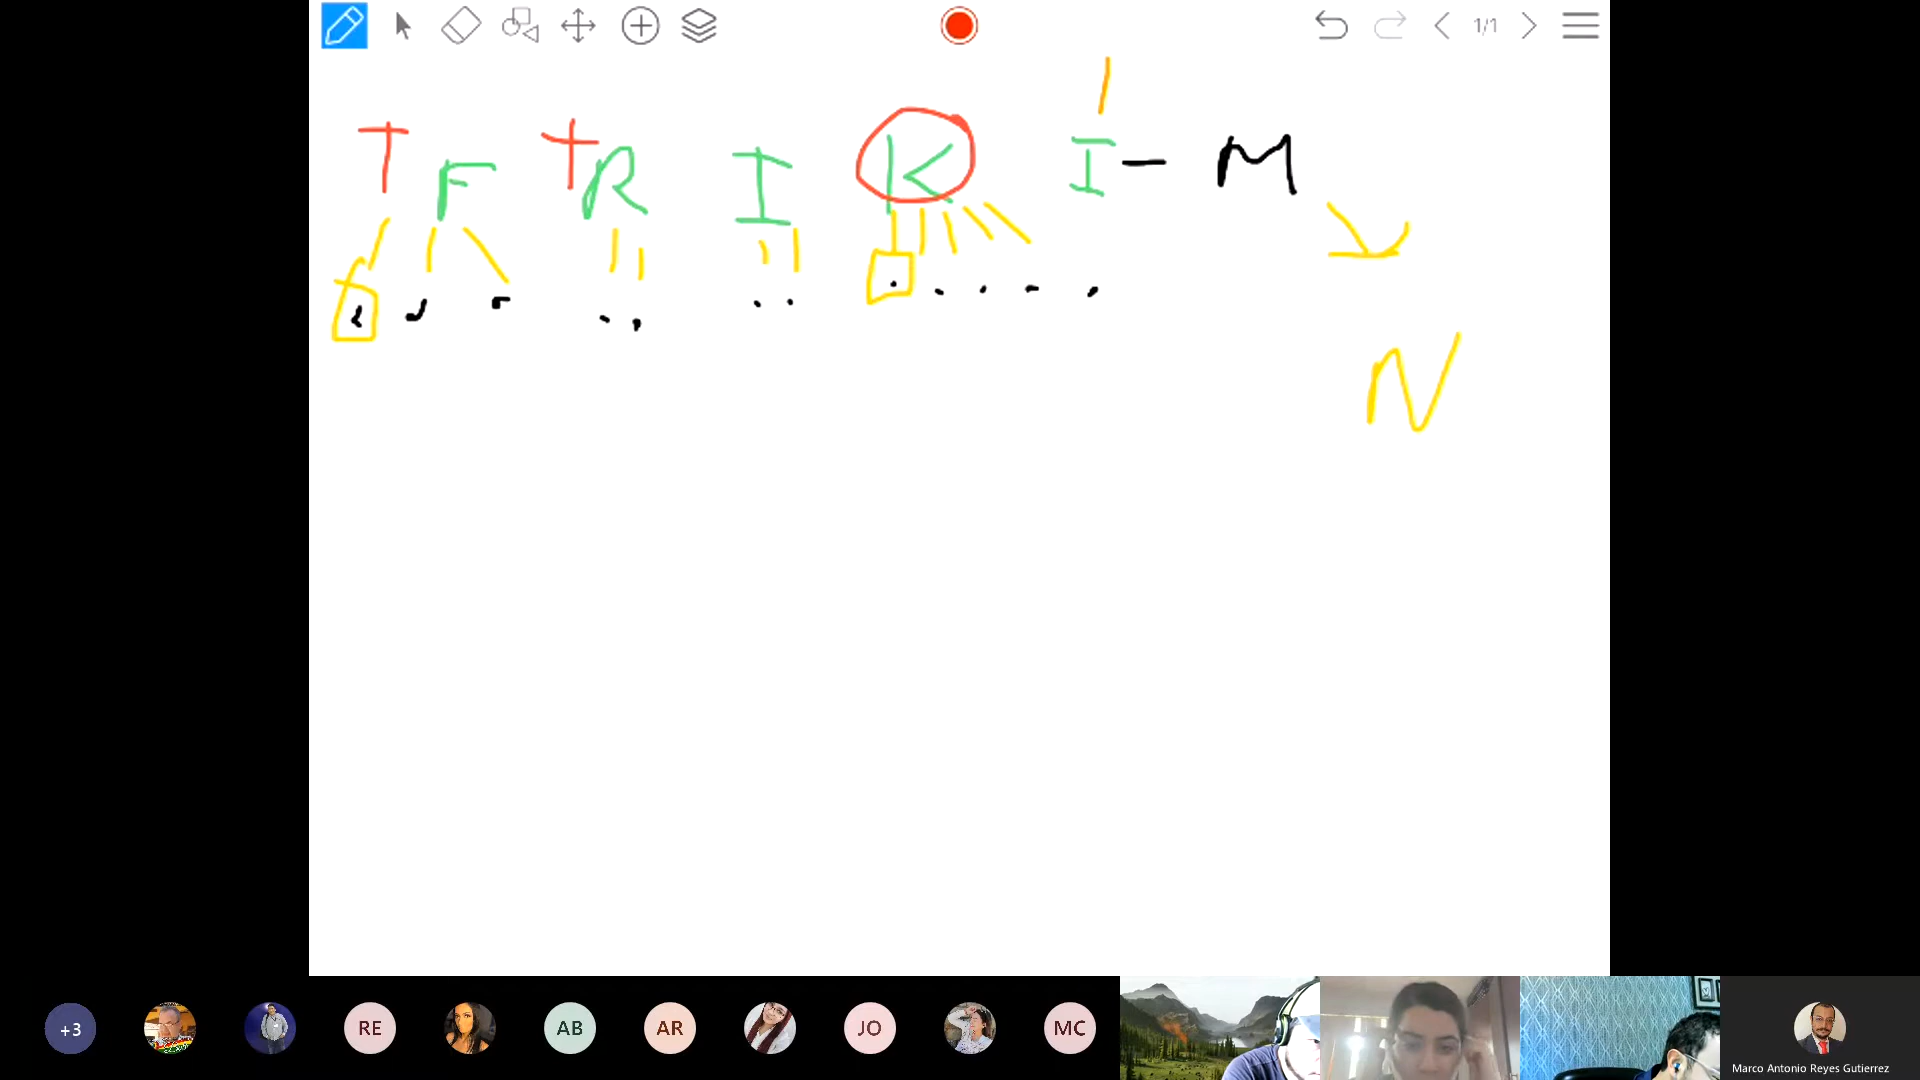 1/1
T F T R I K I - M
N
+3 RE AB AR JO MC
Marco Antonio Reyes Gutierrez